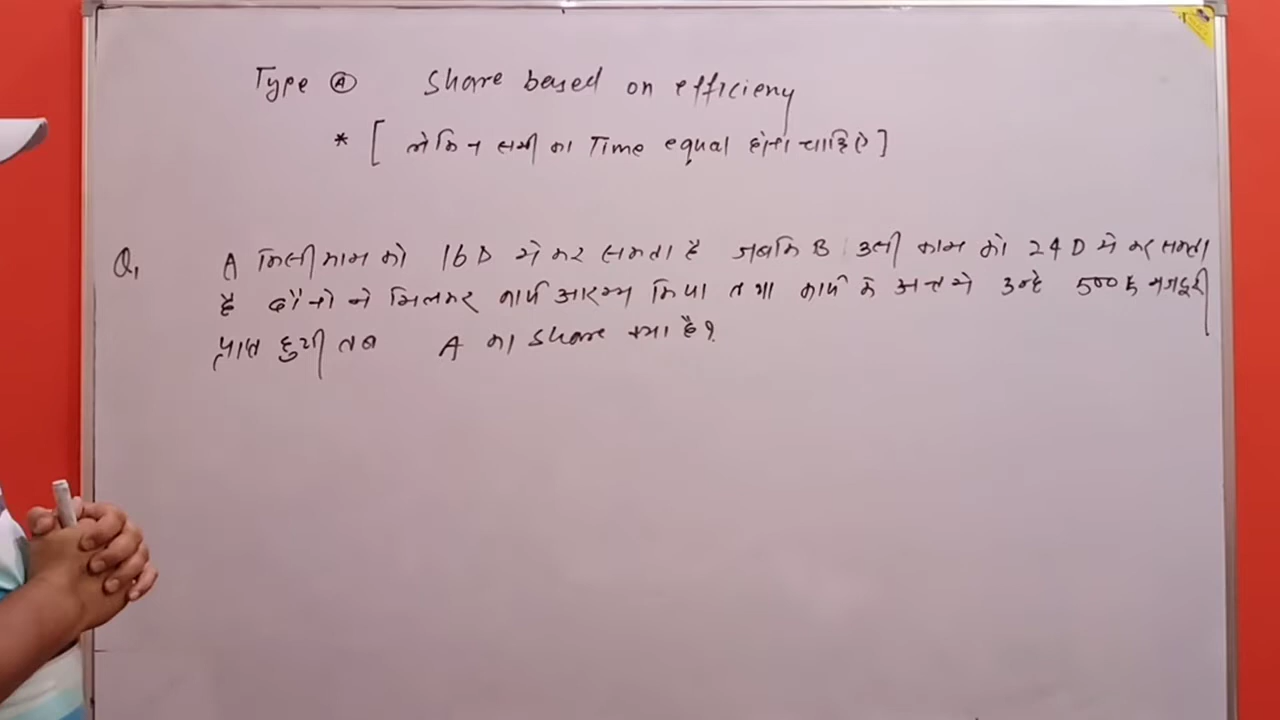 Type Ⓐ Share based on efficieny
* [ लेकिन सभी का Time equal होना चाहिए ]
Q1 A किसी काम को 16 D मे कर सकता है जबकि B उसी काम को 24 D मे कर सकता
है दोंनो ने मिलकर कार्य आरम्भ किया तथा कार्य के अन्त मे उन्हे 500 रु मजदूरी
प्राप्त हुयी तब A का Share क्या है?